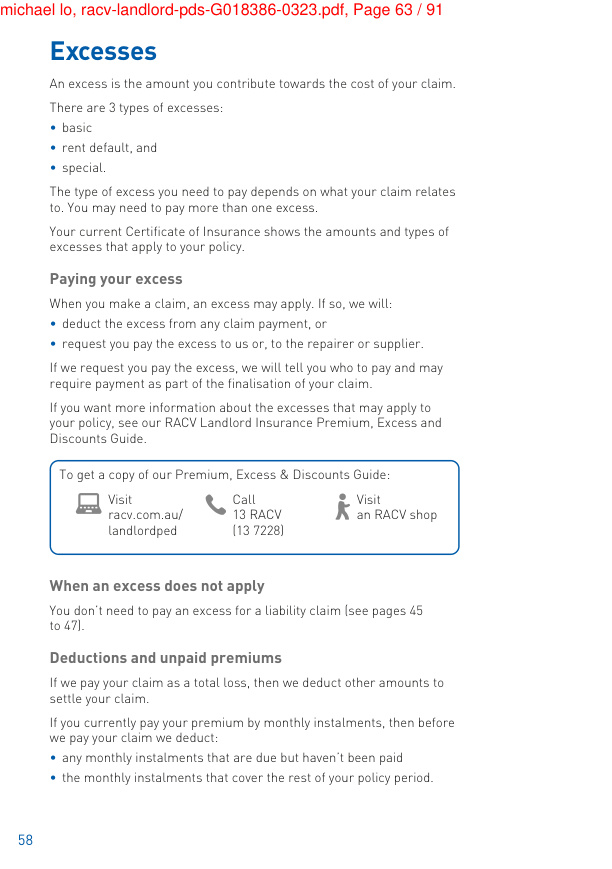 michael lo, racv-landlord-pds-G018386-0323.pdf, Page 63 / 91
Excesses
An excess is the amount you contribute towards the cost of your claim.
There are 3 types of excesses:
• basic
• rent default, and
• special.
The type of excess you need to pay depends on what your claim relates
to. You may need to pay more than one excess.
Your current Certificate of Insurance shows the amounts and types of
excesses that apply to your policy.
Paying your excess
When you make a claim, an excess may apply. If so, we will:
• deduct the excess from any claim payment, or
• request you pay the excess to us or, to the repairer or supplier.
If we request you pay the excess, we will tell you who to pay and may
require payment as part of the finalisation of your claim.
If you want more information about the excesses that may apply to
your policy, see our RACV Landlord Insurance Premium, Excess and
Discounts Guide.
To get a copy of our Premium, Excess & Discounts Guide:
Visit
racv.com.au/
landlordped
Call
13 RACV
(13 7228)
Visit
an RACV shop
When an excess does not apply
You don't need to pay an excess for a liability claim (see pages 45
to 47).
Deductions and unpaid premiums
If we pay your claim as a total loss, then we deduct other amounts to
settle your claim.
If you currently pay your premium by monthly instalments, then before
we pay your claim we deduct:
• any monthly instalments that are due but haven't been paid
• the monthly instalments that cover the rest of your policy period.
58